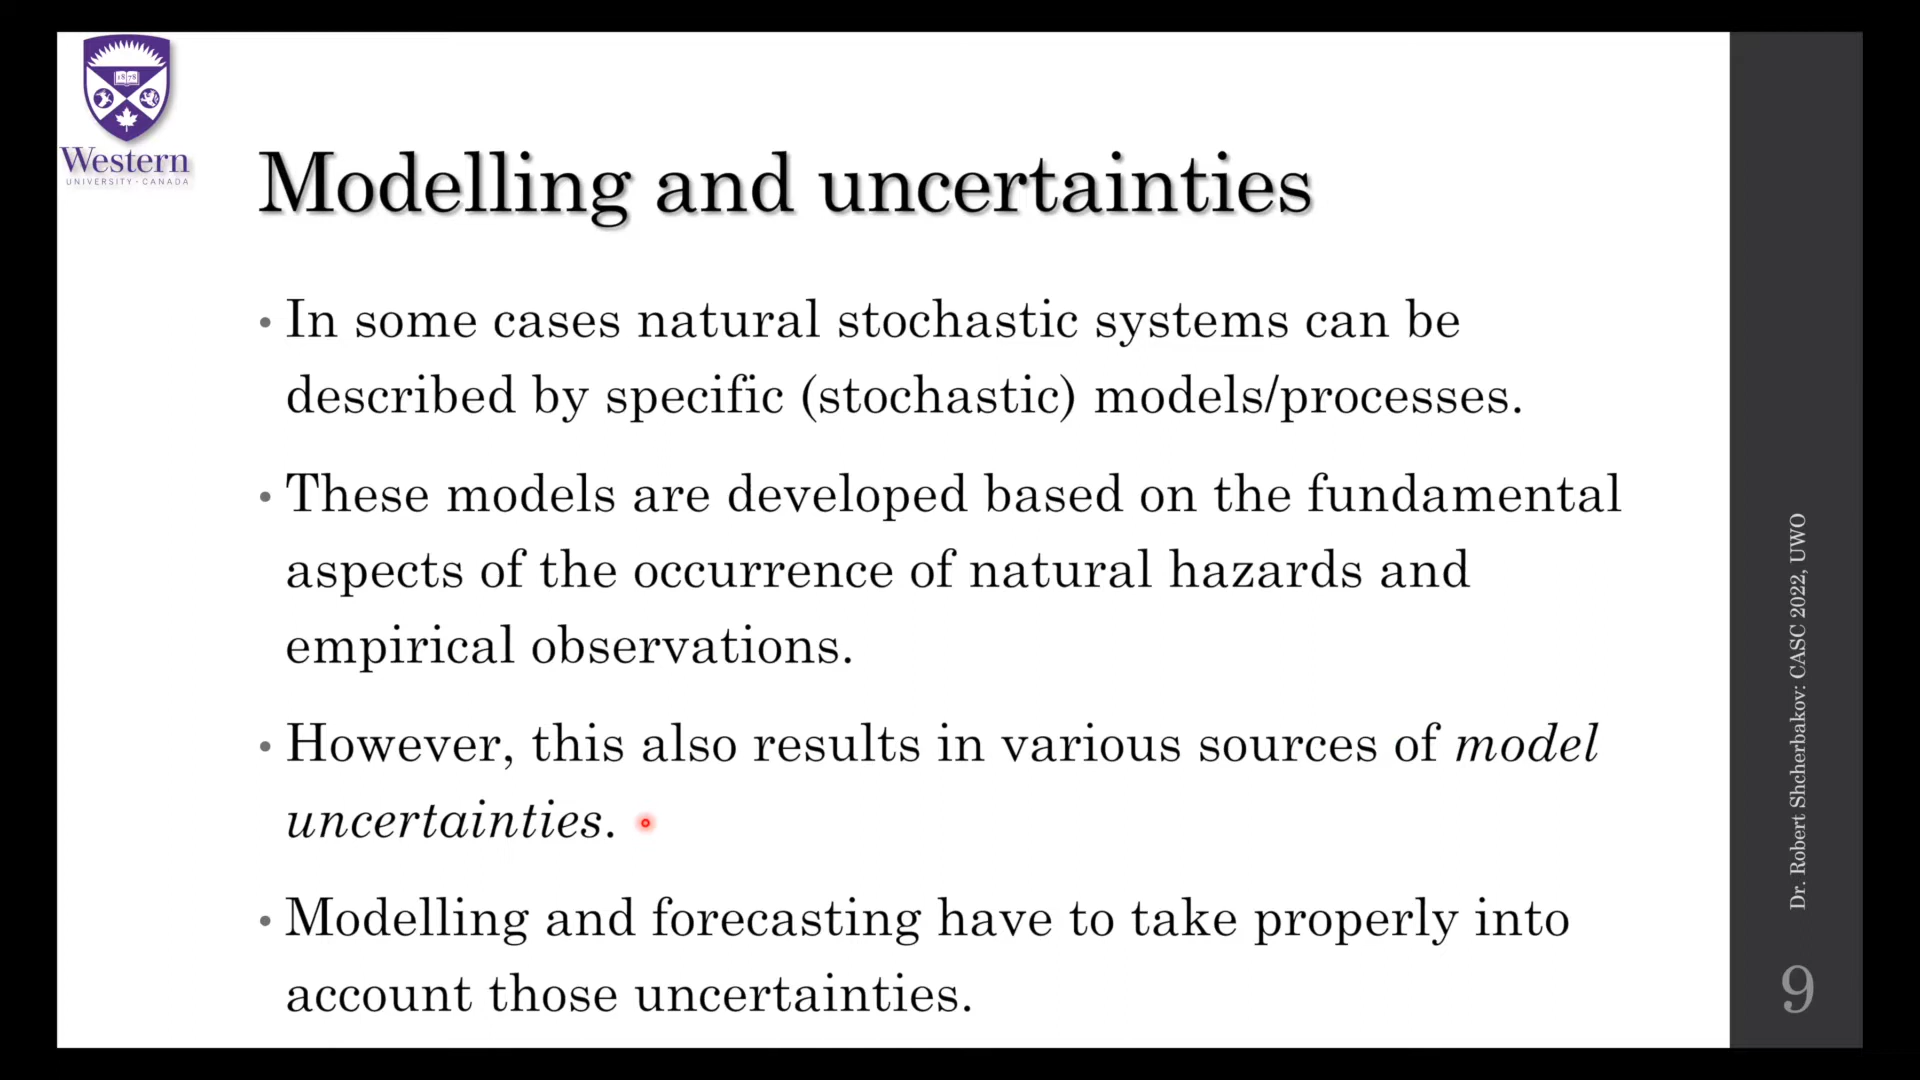 1878
Western
UNIVERSITY · CANADA
Modelling and uncertainties
• In some cases natural stochastic systems can be
described by specific (stochastic) models/processes.
• These models are developed based on the fundamental
aspects of the occurrence of natural hazards and
empirical observations.
• However, this also results in various sources of model
uncertainties.
• Modelling and forecasting have to take properly into
account those uncertainties.
Dr. Robert Shcherbakov: CASC 2022, UWO
9